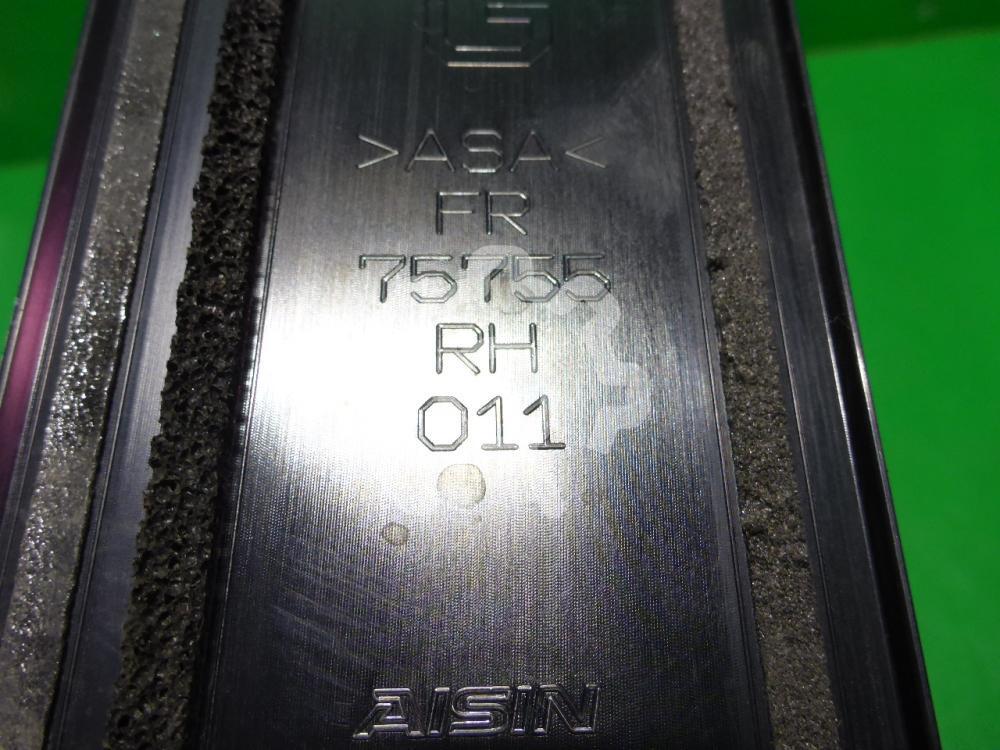 >ASA<
FR
75755
RH
011
AISIN